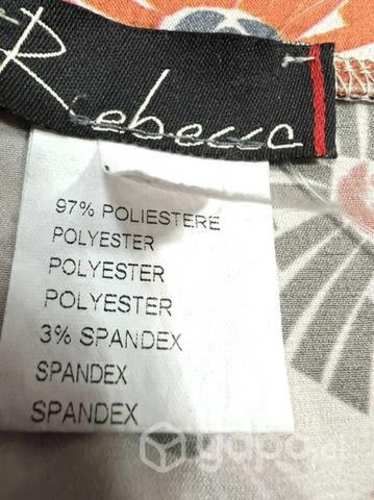 Rebecca
97% POLIESTERE
POLYESTER
POLYESTER
POLYESTER
3% SPANDEX
SPANDEX
SPANDEX
yapo.cl